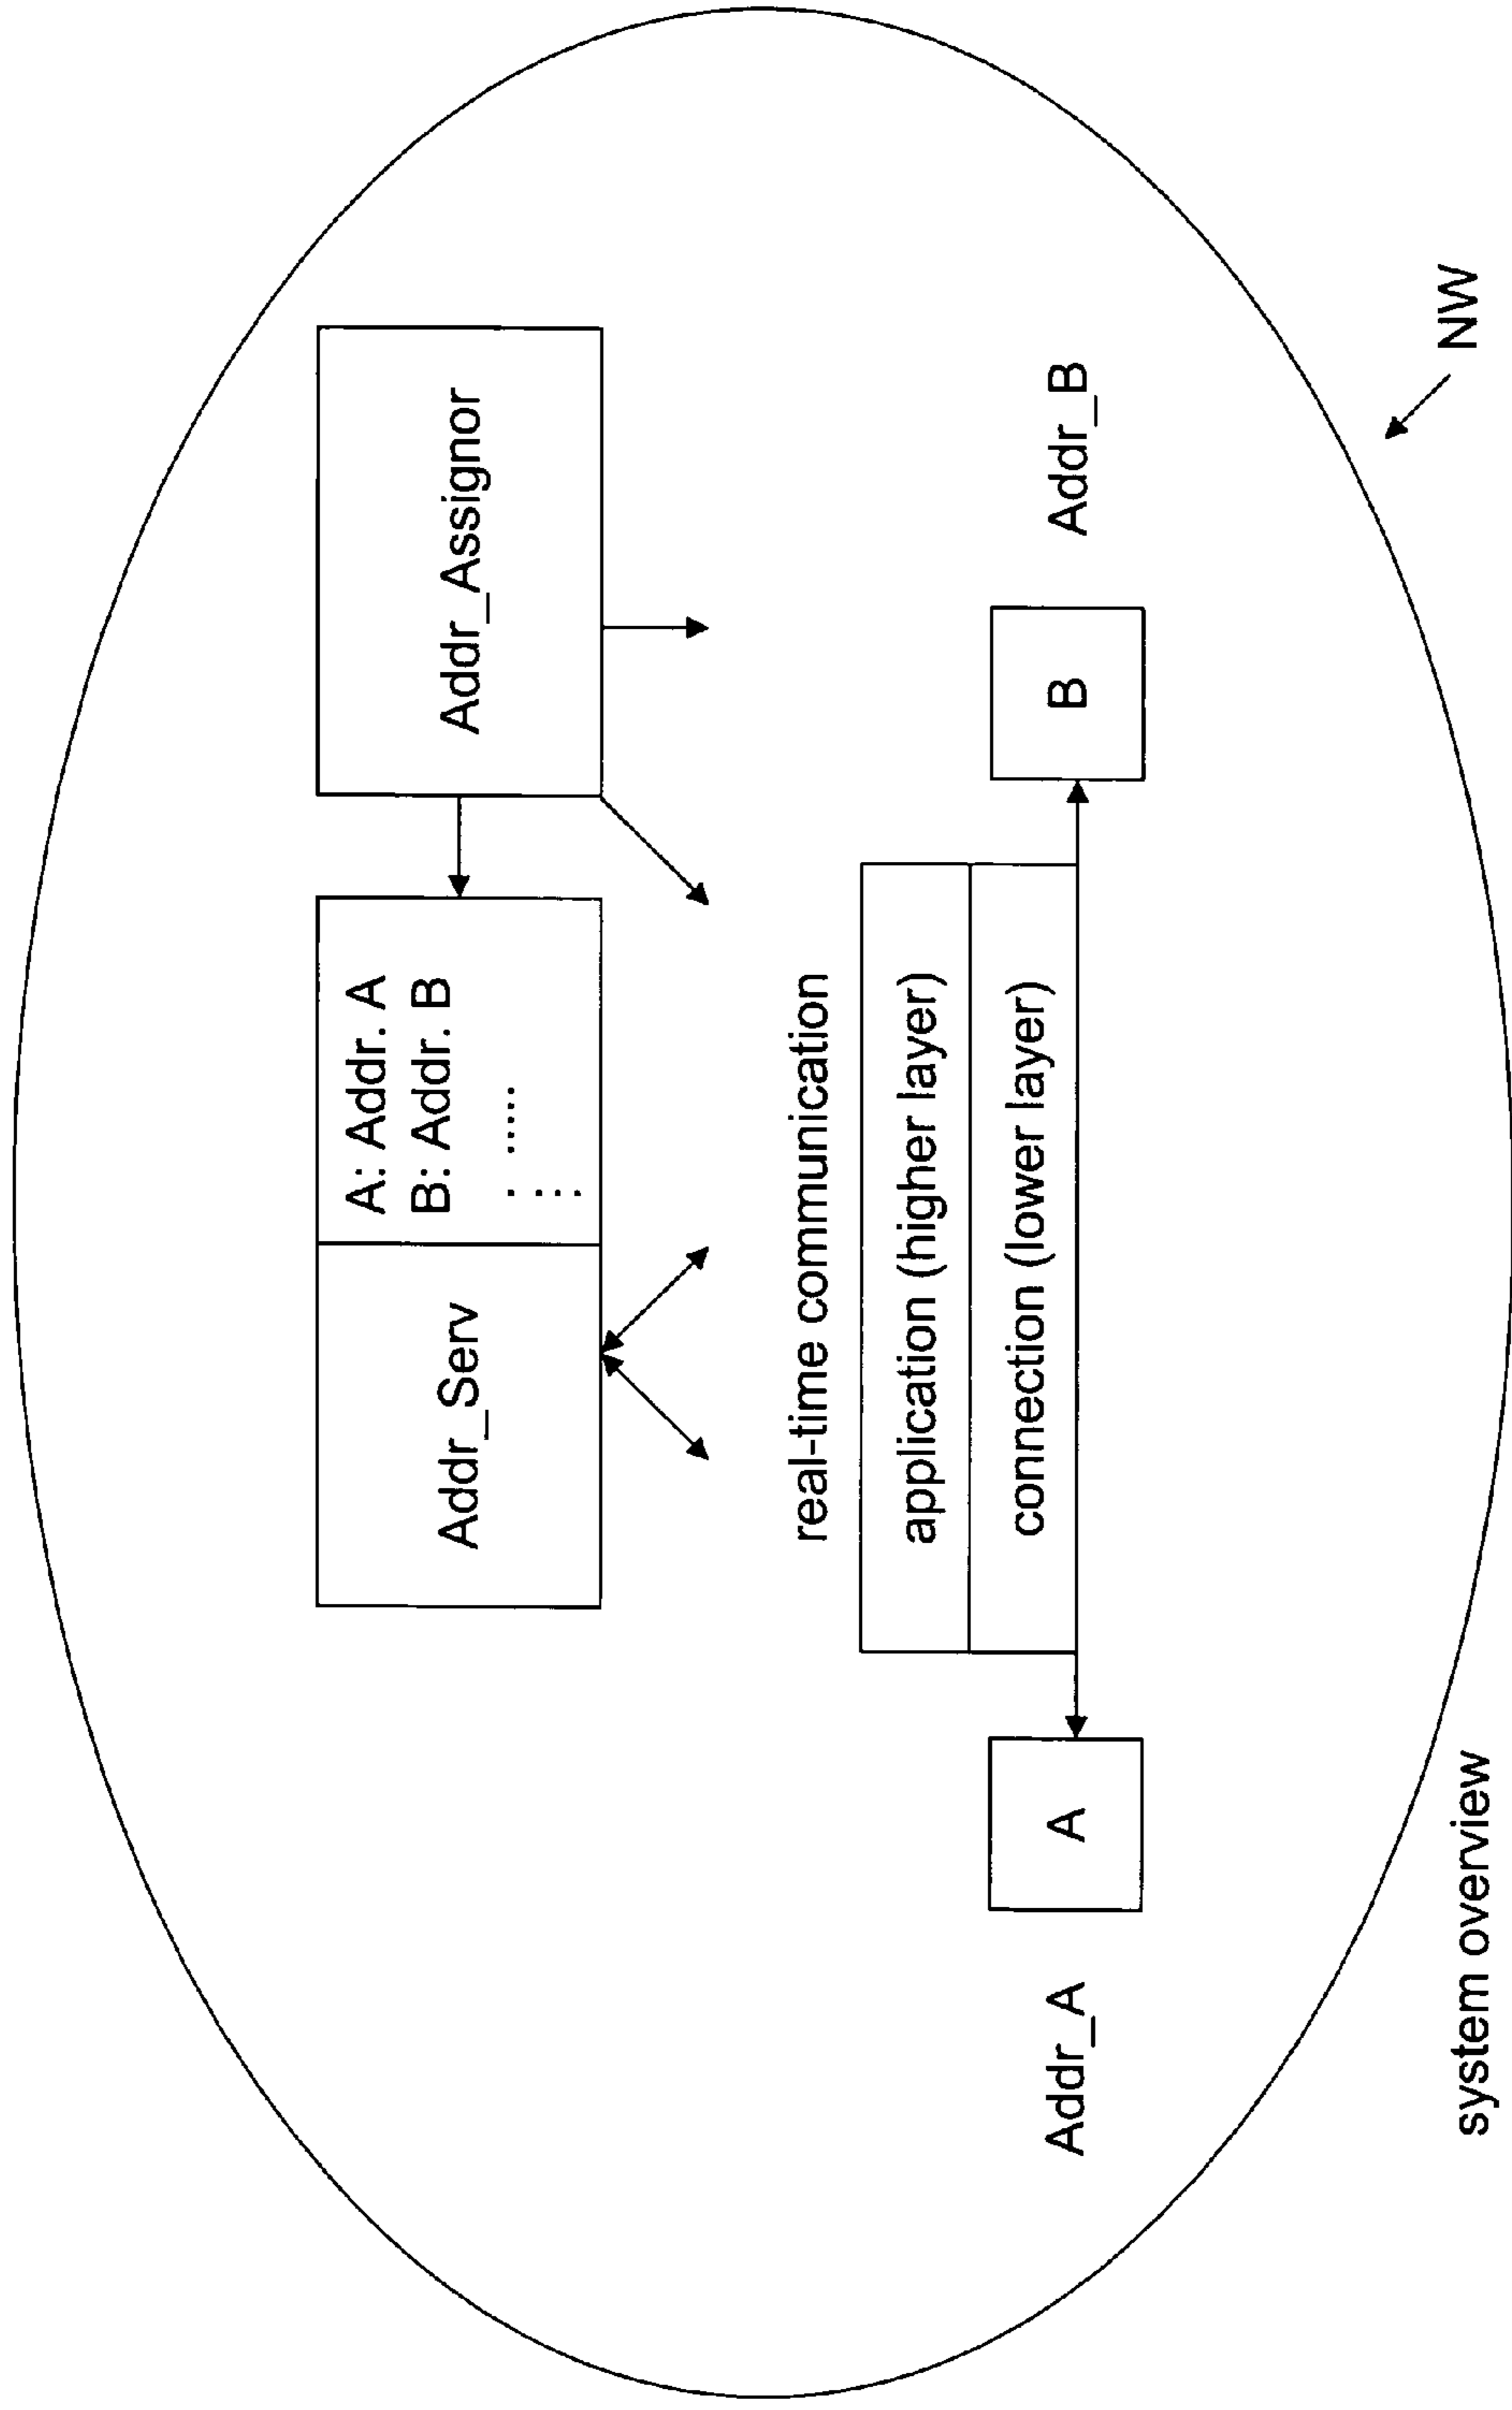 Addr_Serv
A: Addr. A
B: Addr. B
: .....
:
Addr_Assignor
real-time communication
application (higher layer)
connection (lower layer)
Addr_A
A
B
Addr_B
system overview
NW